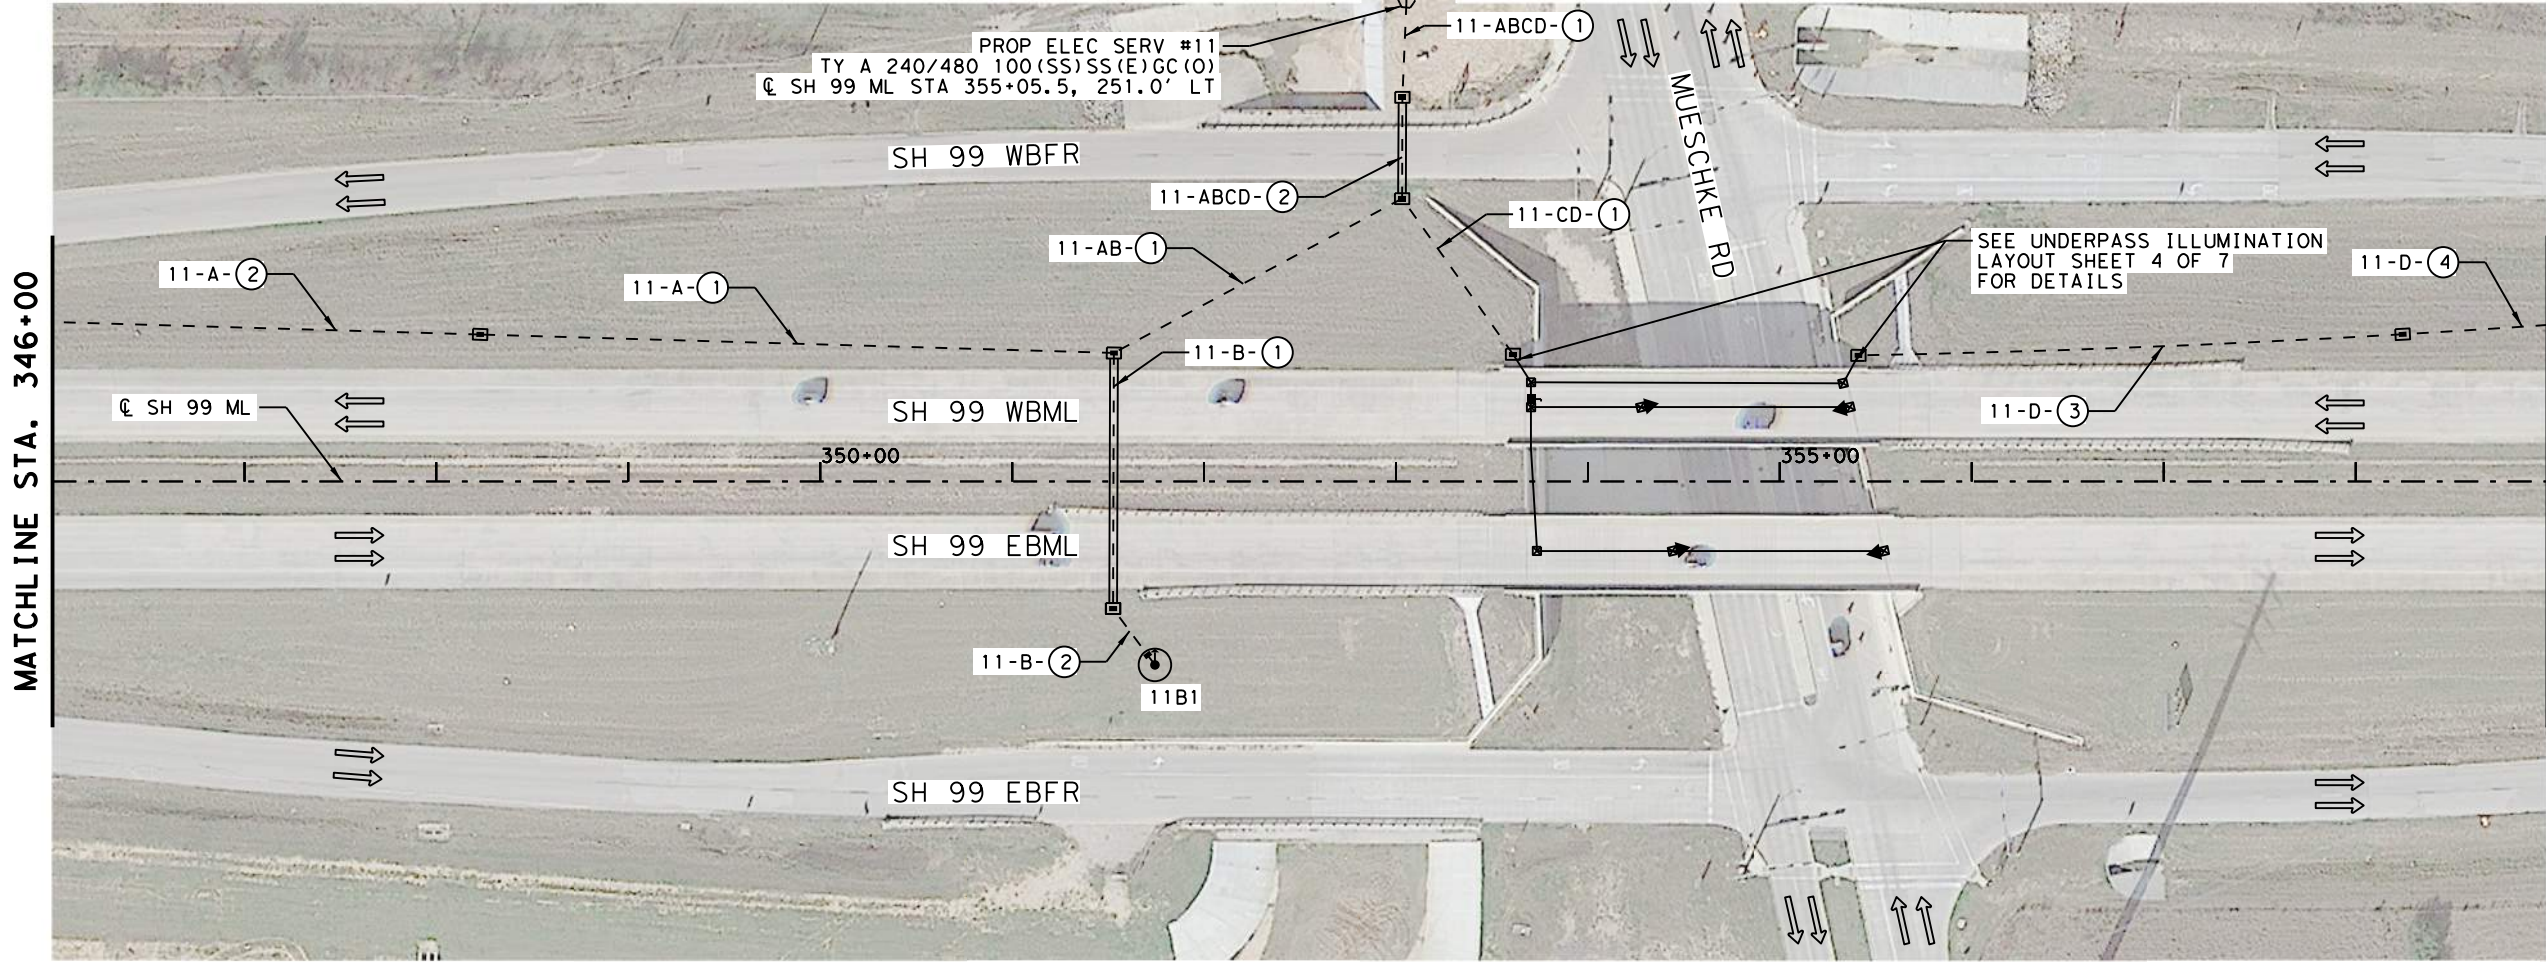 11-ABCD-1
PROP ELEC SERV #11
TY A 240/480 100(SS)SS(E)GC(O)
℄ SH 99 ML STA 355+05.5, 251.0' LT
MUESCHKE RD
SH 99 WBFR
11-ABCD-2
11-CD-1
11-AB-1
SEE UNDERPASS ILLUMINATION
LAYOUT SHEET 4 OF 7
FOR DETAILS
11-D-4
11-A-2
11-A-1
MATCHLINE STA. 346+00
11-B-1
℄ SH 99 ML
SH 99 WBML
11-D-3
350+00
355+00
SH 99 EBML
11-B-2
11B1
SH 99 EBFR